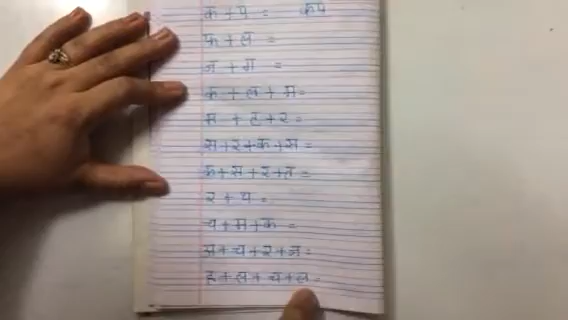 क + प = कप
फ + ल =
ज + ग =
क + ल + म =
म + ट + र =
स + र + क + स =
क + स + र + त =
र + थ =
च + म + क =
अ + च + र + ज =
ह + ल + च + ल =